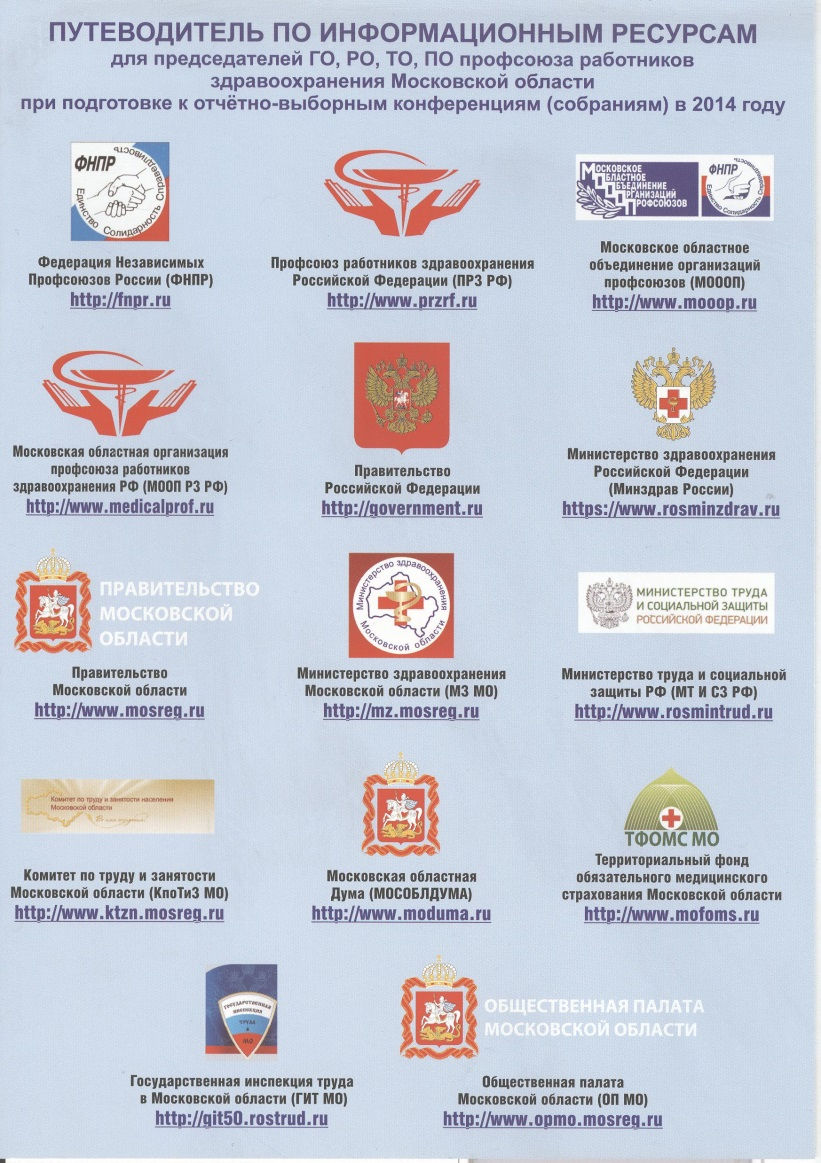 ПУТЕВОДИТЕЛЬ ПО ИНФОРМАЦИОННЫМ РЕСУРСАМ
для председателей ГО, РО, ТО, ПО профсоюза работников
здравоохранения Московской области
при подготовке к отчётно-выборным конференциям (собраниям) в 2014 году
ФНПР
Единство Солидарность Справедливость
Федерация Независимых
Профсоюзов России (ФНПР)
http://fnpr.ru
Профсоюз работников здравоохранения
Российской Федерации (ПРЗ РФ)
http://www.przrf.ru
МОСКОВСКОЕ
ОБЛАСТНОЕ
ОБЪЕДИНЕНИЕ
ОРГАНИЗАЦИЙ
ПРОФСОЮЗОВ
ФНПР
Единство Солидарность Справедливость
Московское областное
объединение организаций
профсоюзов (МОООП)
http://www.mooop.ru
Московская областная организация
профсоюза работников
здравоохранения РФ (МООП РЗ РФ)
http://www.medicalprof.ru
Правительство
Российской Федерации
http://government.ru
Министерство здравоохранения
Российской Федерации
(Минздрав России)
https://www.rosminzdrav.ru
ПРАВИТЕЛЬСТВО
МОСКОВСКОЙ
ОБЛАСТИ
Правительство
Московской области
http://www.mosreg.ru
Министерство здравоохранения
Московской области
Министерство здравоохранения
Московской области (МЗ МО)
http://mz.mosreg.ru
МИНИСТЕРСТВО ТРУДА
И СОЦИАЛЬНОЙ ЗАЩИТЫ
РОССИЙСКОЙ ФЕДЕРАЦИИ
Министерство труда и социальной
защиты РФ (МТ И СЗ РФ)
http://www.rosmintrud.ru
Комитет по труду и занятости населения
Московской области
Комитет по труду и занятости
Московской области (КпоТиЗ МО)
http://www.ktzn.mosreg.ru
Московская областная
Дума (МОСОБЛДУМА)
http://www.moduma.ru
ТФОМС МО
Территориальный фонд
обязательного медицинского
страхования Московской области
http://www.mofoms.ru
ГОСУДАРСТВЕННАЯ
ИНСПЕКЦИЯ
ТРУДА
Государственная инспекция труда
в Московской области (ГИТ МО)
http://git50.rostrud.ru
ОБЩЕСТВЕННАЯ ПАЛАТА
МОСКОВСКОЙ ОБЛАСТИ
Общественная палата
Московской области (ОП МО)
http://www.opmo.mosreg.ru